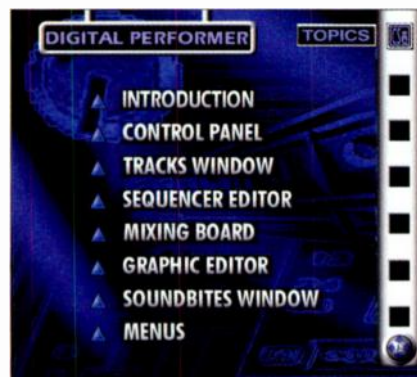 DIGITAL PERFORMER
TOPICS
INTRODUCTION
CONTROL PANEL
TRACKS WINDOW
SEQUENCER EDITOR
MIXING BOARD
GRAPHIC EDITOR
SOUNDBITES WINDOW
MENUS